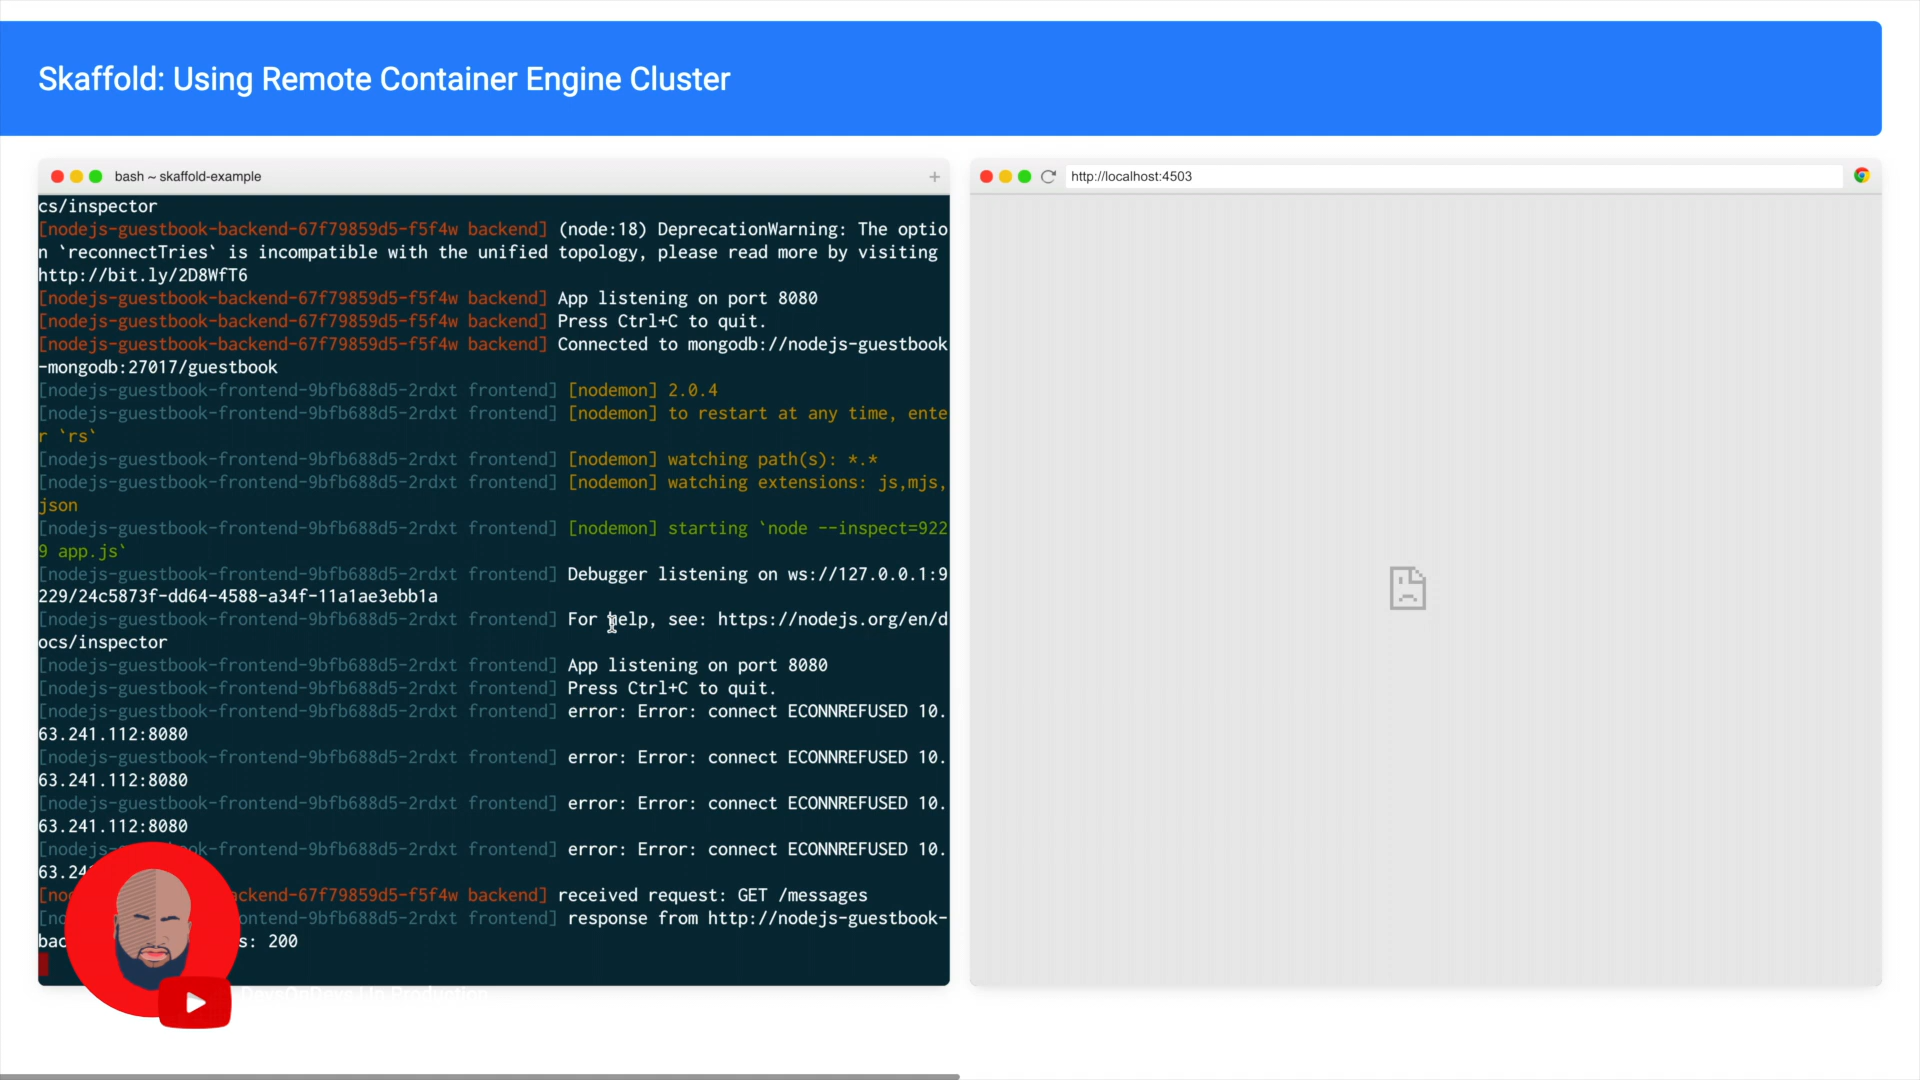 Skaffold: Using Remote Container Engine Cluster
bash ~ skaffold-example
+
http://localhost:4503
cs/inspector
[nodejs-guestbook-backend-67f79859d5-f5f4w backend] (node:18) DeprecationWarning: The optio
n `reconnectTries` is incompatible with the unified topology, please read more by visiting
http://bit.ly/2D8WfT6
[nodejs-guestbook-backend-67f79859d5-f5f4w backend] App listening on port 8080
[nodejs-guestbook-backend-67f79859d5-f5f4w backend] Press Ctrl+C to quit.
[nodejs-guestbook-backend-67f79859d5-f5f4w backend] Connected to mongodb://nodejs-guestbook
-mongodb:27017/guestbook
[nodejs-guestbook-frontend-9bfb688d5-2rdxt frontend] [nodemon] 2.0.4
[nodejs-guestbook-frontend-9bfb688d5-2rdxt frontend] [nodemon] to restart at any time, ente
r `rs`
[nodejs-guestbook-frontend-9bfb688d5-2rdxt frontend] [nodemon] watching path(s): *.*
[nodejs-guestbook-frontend-9bfb688d5-2rdxt frontend] [nodemon] watching extensions: js,mjs,
json
[nodejs-guestbook-frontend-9bfb688d5-2rdxt frontend] [nodemon] starting `node --inspect=922
9 app.js`
[nodejs-guestbook-frontend-9bfb688d5-2rdxt frontend] Debugger listening on ws://127.0.0.1:9
229/24c5873f-dd64-4588-a34f-11a1ae3ebb1a
[nodejs-guestbook-frontend-9bfb688d5-2rdxt frontend] For help, see: https://nodejs.org/en/d
ocs/inspector
[nodejs-guestbook-frontend-9bfb688d5-2rdxt frontend] App listening on port 8080
[nodejs-guestbook-frontend-9bfb688d5-2rdxt frontend] Press Ctrl+C to quit.
[nodejs-guestbook-frontend-9bfb688d5-2rdxt frontend] error: Error: connect ECONNREFUSED 10.
63.241.112:8080
[nodejs-guestbook-frontend-9bfb688d5-2rdxt frontend] error: Error: connect ECONNREFUSED 10.
63.241.112:8080
[nodejs-guestbook-frontend-9bfb688d5-2rdxt frontend] error: Error: connect ECONNREFUSED 10.
63.241.112:8080
[nodejs-g ok-frontend-9bfb688d5-2rdxt frontend] error: Error: connect ECONNREFUSED 10.
63.24
[no ckend-67f79859d5-f5f4w backend] received request: GET /messages
[no ontend-9bfb688d5-2rdxt frontend] response from http://nodejs-guestbook-
bac s: 200